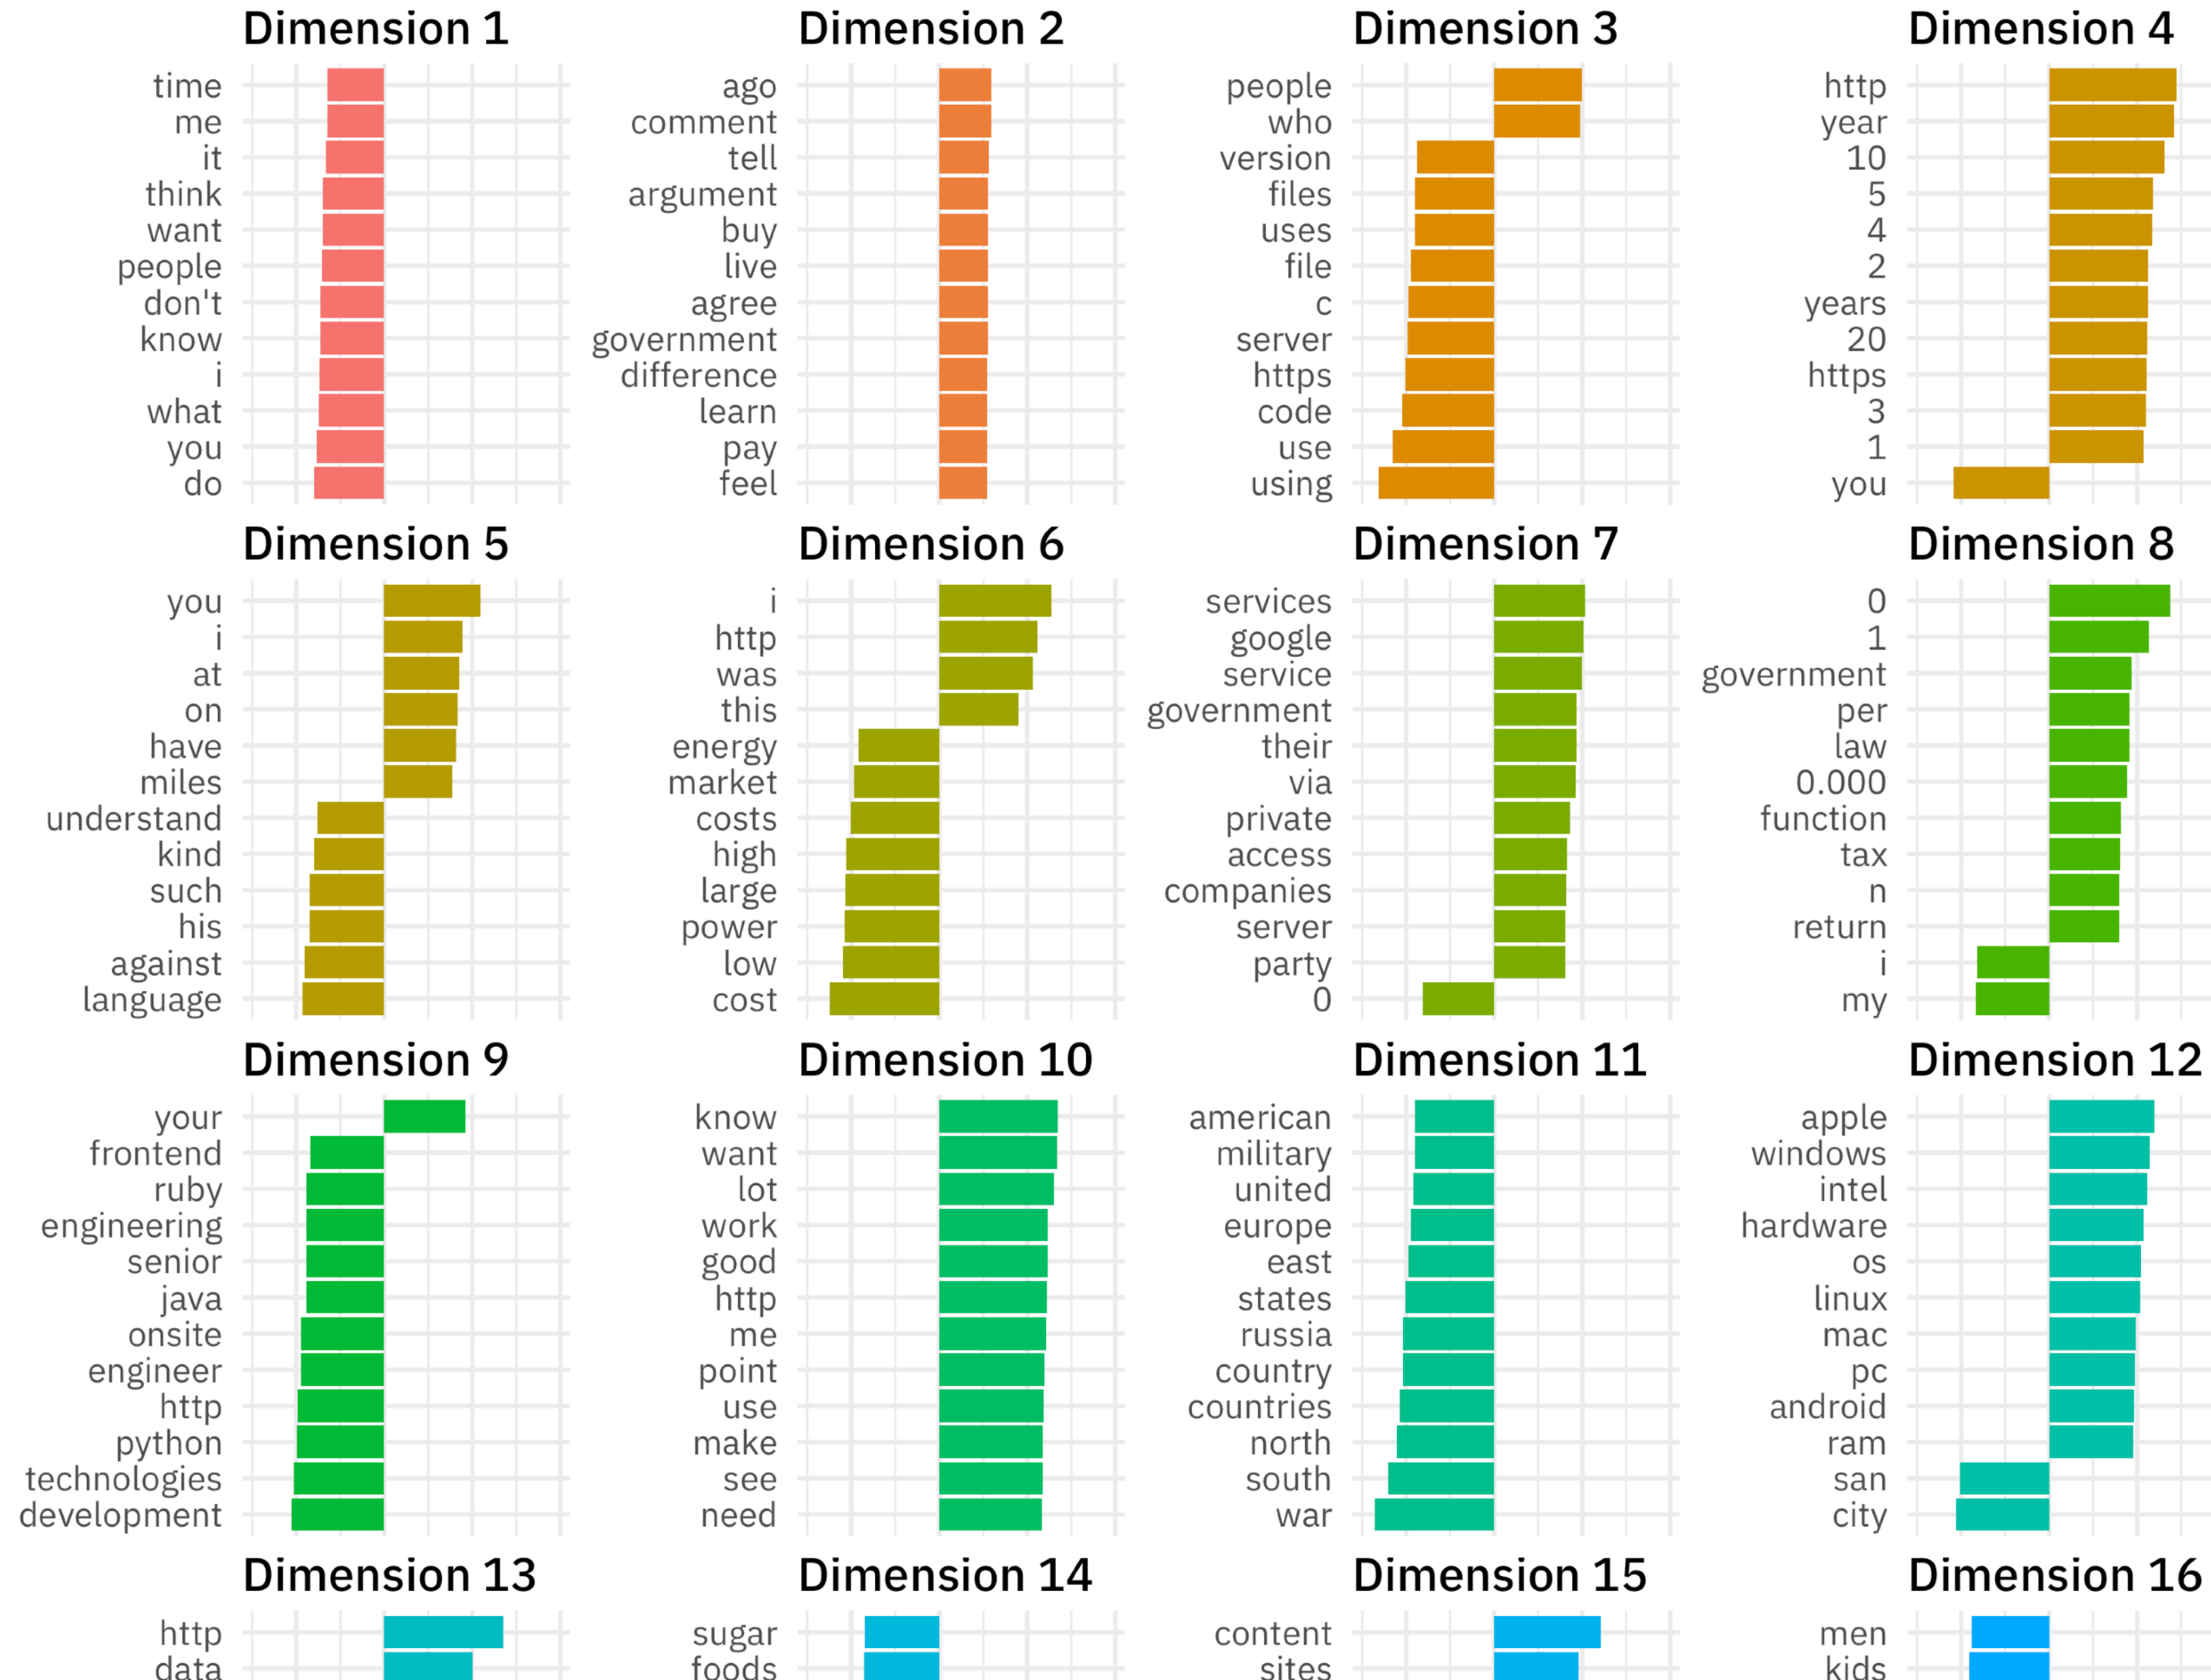 Dimension 1
time
me
it
think
want
people
don't
know
i
what
you
do
Dimension 2
ago
comment
tell
argument
buy
live
agree
government
difference
learn
pay
feel
Dimension 3
people
who
version
files
uses
file
c
server
https
code
use
using
Dimension 4
http
year
10
5
4
2
years
20
https
3
1
you
Dimension 5
you
i
at
on
have
miles
understand
kind
such
his
against
language
Dimension 6
i
http
was
this
energy
market
costs
high
large
power
low
cost
Dimension 7
services
google
service
government
their
via
private
access
companies
server
party
0
Dimension 8
0
1
government
per
law
0.000
function
tax
n
return
i
my
Dimension 9
your
frontend
ruby
engineering
senior
java
onsite
engineer
http
python
technologies
development
Dimension 10
know
want
lot
work
good
http
me
point
use
make
see
need
Dimension 11
american
military
united
europe
east
states
russia
country
countries
north
south
war
Dimension 12
apple
windows
intel
hardware
os
linux
mac
pc
android
ram
san
city
Dimension 13
http
data
Dimension 14
sugar
foods
Dimension 15
content
sites
Dimension 16
men
kids